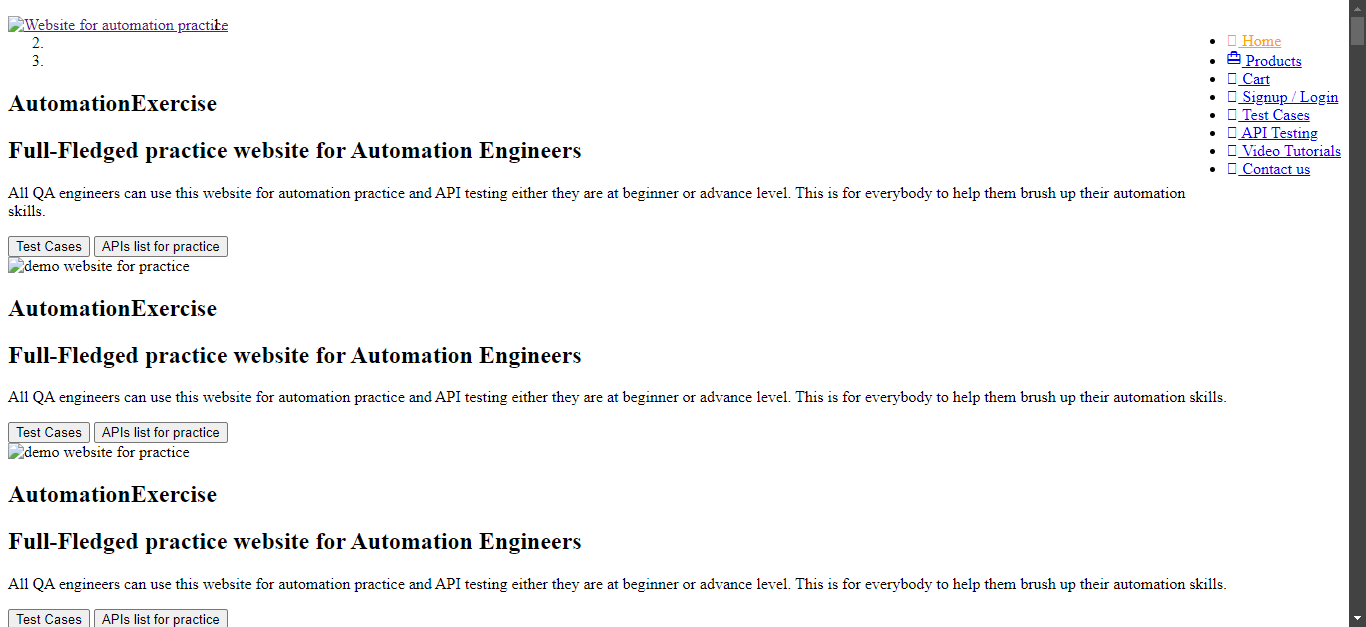 Website for automation practice
1.
2.
3.
Home
Products
Cart
Signup / Login
Test Cases
API Testing
Video Tutorials
Contact us
AutomationExercise
Full-Fledged practice website for Automation Engineers
All QA engineers can use this website for automation practice and API testing either they are at beginner or advance level. This is for everybody to help them brush up their automation
skills.
Test Cases APIs list for practice
demo website for practice
AutomationExercise
Full-Fledged practice website for Automation Engineers
All QA engineers can use this website for automation practice and API testing either they are at beginner or advance level. This is for everybody to help them brush up their automation skills.
Test Cases APIs list for practice
demo website for practice
AutomationExercise
Full-Fledged practice website for Automation Engineers
All QA engineers can use this website for automation practice and API testing either they are at beginner or advance level. This is for everybody to help them brush up their automation skills.
Test Cases APIs list for practice